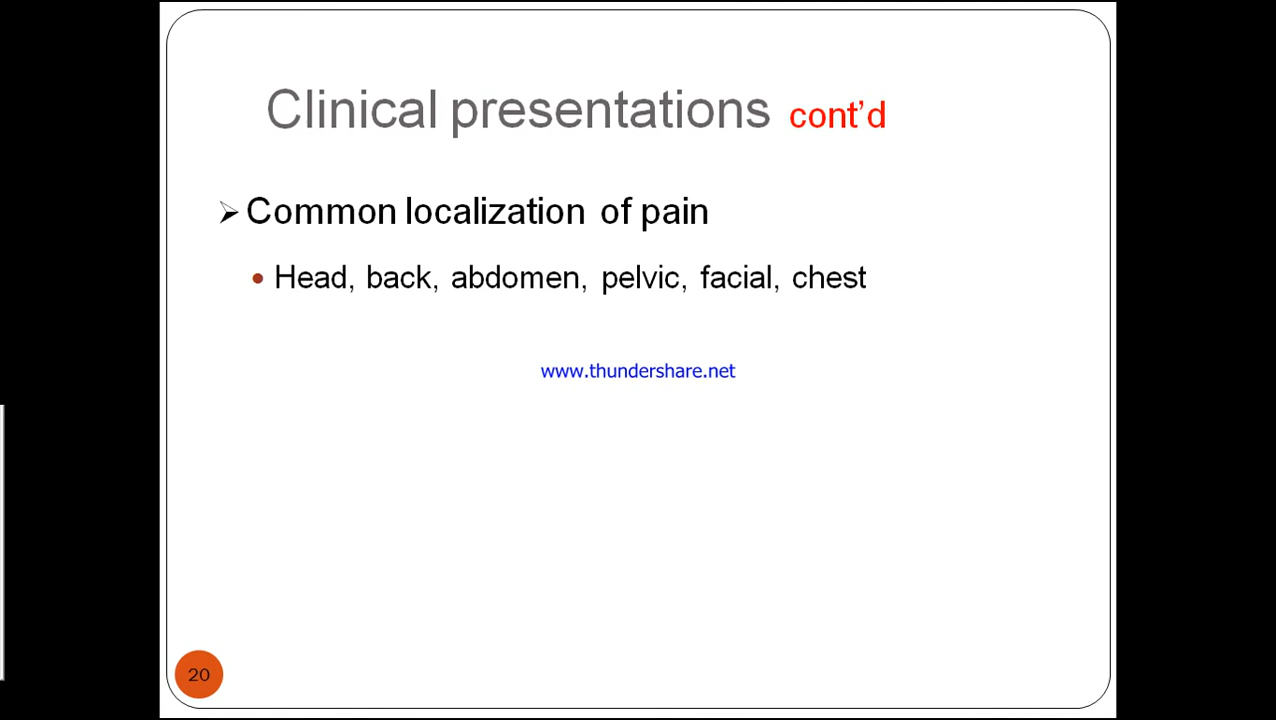 Clinical presentations cont’d
Common localization of pain
Head, back, abdomen, pelvic, facial, chest
www.thundershare.net
20